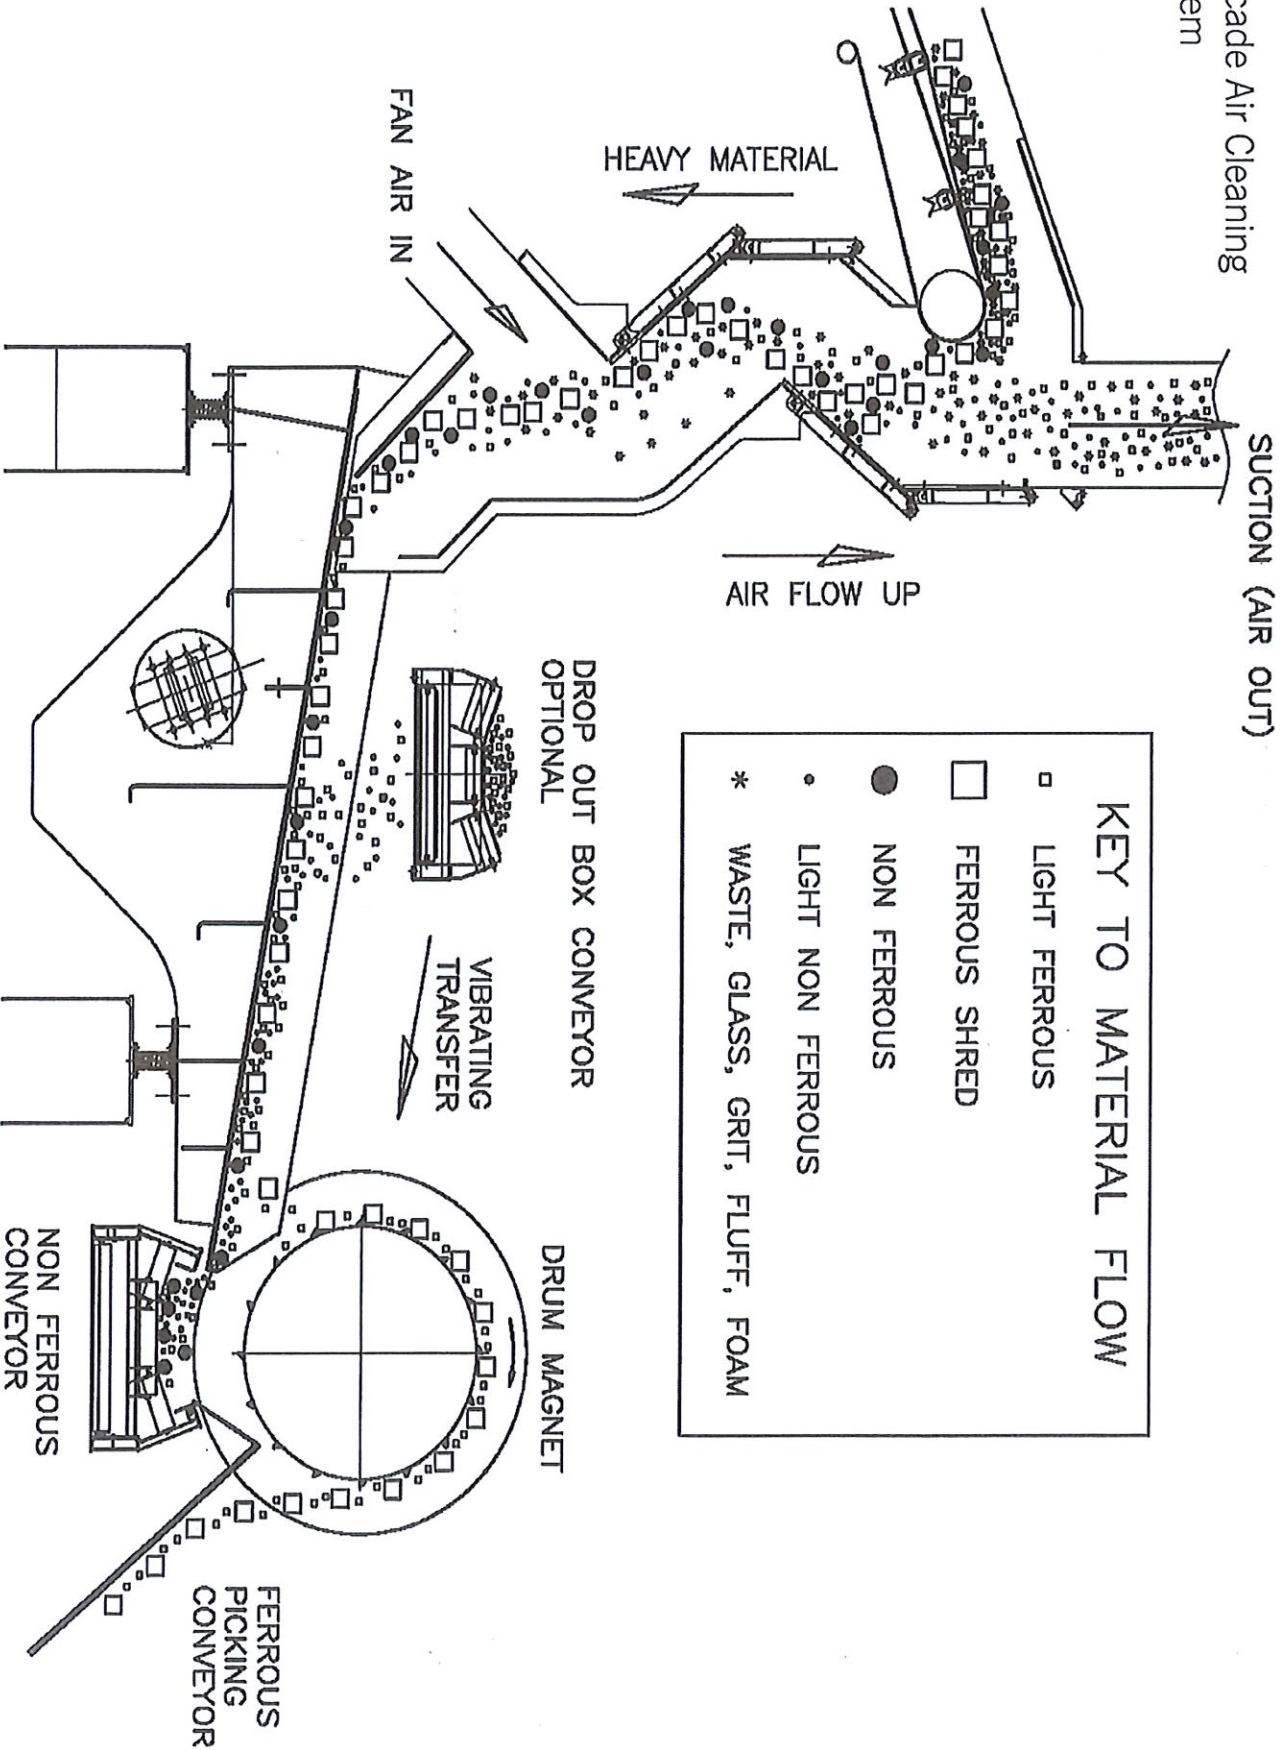 cade Air Cleaning
em
SUCTION (AIR OUT)
HEAVY MATERIAL
FAN AIR IN
AIR FLOW UP
KEY TO MATERIAL FLOW
LIGHT FERROUS
FERROUS SHRED
NON FERROUS
LIGHT NON FERROUS
WASTE, GLASS, GRIT, FLUFF, FOAM
DROP OUT BOX CONVEYOR
OPTIONAL
VIBRATING
TRANSFER
DRUM MAGNET
NON FERROUS
CONVEYOR
FERROUS
PICKING
CONVEYOR